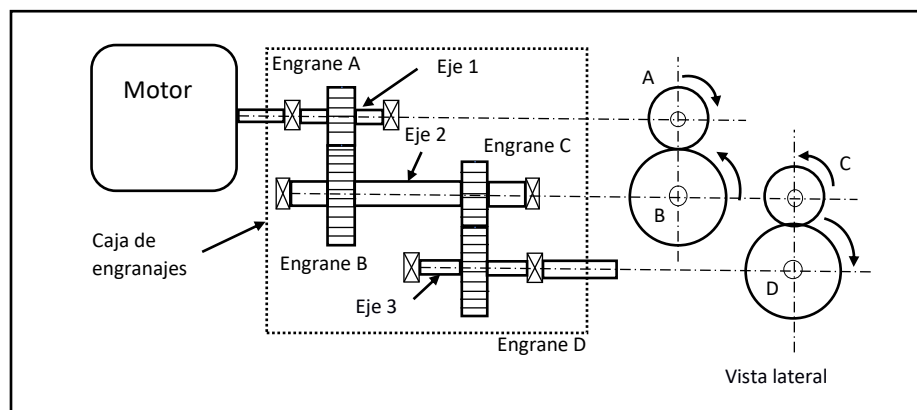 Engrane A
Eje 1
A
Motor
Eje 2
Engrane C
C
B
Caja de
engranajes
Engrane B
D
Eje 3
Engrane D
Vista lateral